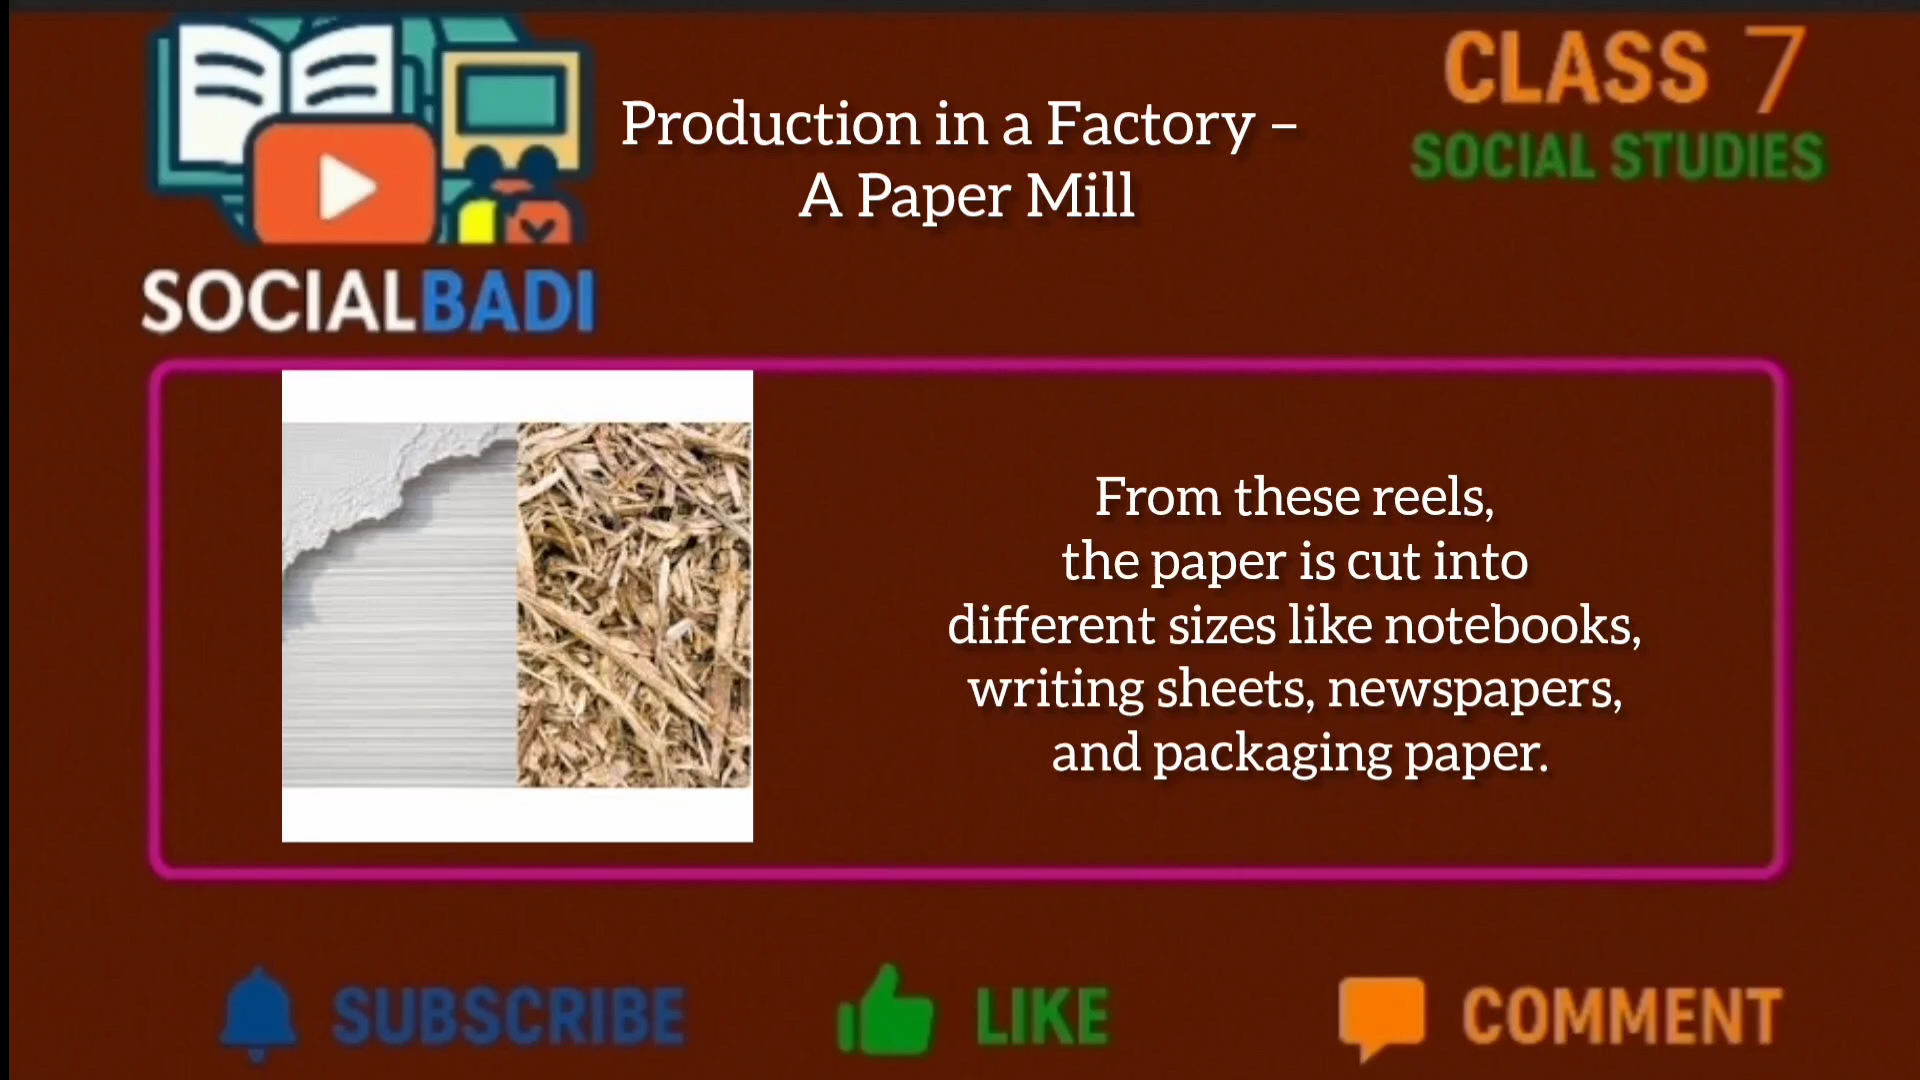 Production in a Factory –
A Paper Mill
CLASS 7
SOCIAL STUDIES
SOCIALBADI
From these reels,
the paper is cut into
different sizes like notebooks,
writing sheets, newspapers,
and packaging paper.
SUBSCRIBE
LIKE
COMMENT